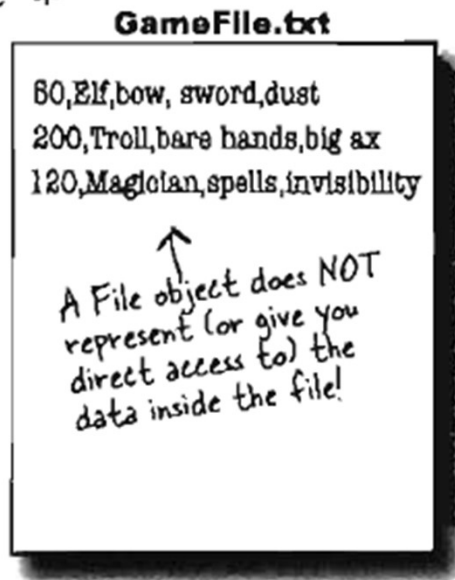 GameFile.txt
60,Elf,bow, sword,dust
200,Troll,bare hands,big ax
120,Magician,spells,invisibility
A File object does NOT
represent (or give you
direct access to) the
data inside the file!